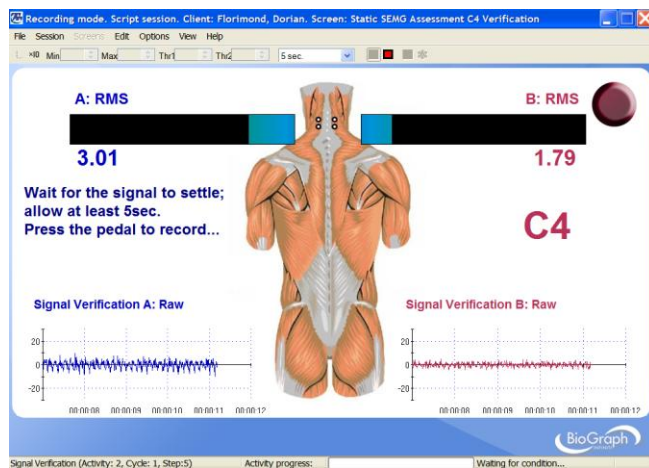 Recording mode. Script session. Client: Florimond, Dorian. Screen: Static SEMG Assessment C4 Verification
File Session Screens Edit Options View Help
×10 Min Max Thr1 Thr2 5 sec.
A: RMS
B: RMS
3.01
1.79
Wait for the signal to settle;
allow at least 5sec.
Press the pedal to record...
C4
Signal Verification A: Raw
Signal Verification B: Raw
20
0
-20
00:00:08 00:00:09 00:00:10 00:00:11 00:00:12
20
0
-20
00:00:08 00:00:09 00:00:10 00:00:11 00:00:12
BioGraph
Signal Verification (Activity: 2, Cycle: 1, Step:5) Activity progress: Waiting for condition...